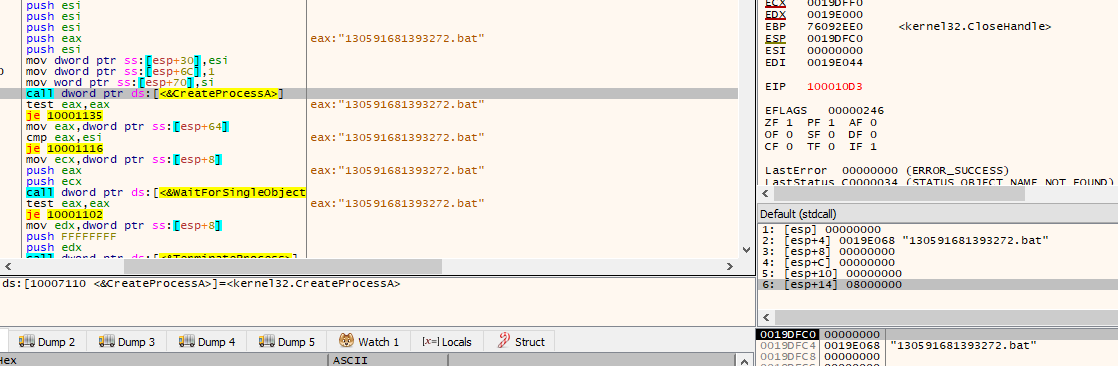 push esi
push esi
push esi
push eax eax:"130591681393272.bat"
push esi
mov dword ptr ss:[esp+30],esi
mov dword ptr ss:[esp+6C],1
mov word ptr ss:[esp+70],si
call dword ptr ds:[<&CreateProcessA>]
test eax,eax eax:"130591681393272.bat"
je 10001135
mov eax,dword ptr ss:[esp+64] eax:"130591681393272.bat"
cmp eax,esi eax:"130591681393272.bat"
je 10001116
mov ecx,dword ptr ss:[esp+8]
push eax eax:"130591681393272.bat"
push ecx
call dword ptr ds:[<&WaitForSingleObject
test eax,eax eax:"130591681393272.bat"
je 10001102
mov edx,dword ptr ss:[esp+8]
push FFFFFFFF
push edx
call dword ptr ds:[<&TerminateProcess>]
ds:[10007110 <&CreateProcessA>]=<kernel32.CreateProcessA>
Dump 2 Dump 3 Dump 4 Dump 5 Watch 1 [x=] Locals Struct
Hex ASCII
ECX 0019DFF0
EDX 0019E000
EBP 76092EE0 <kernel32.CloseHandle>
ESP 0019DFC0
ESI 00000000
EDI 0019E044
EIP 100010D3
EFLAGS 00000246
ZF 1 PF 1 AF 0
OF 0 SF 0 DF 0
CF 0 TF 0 IF 1
LastError 00000000 (ERROR_SUCCESS)
LastStatus C0000034 (STATUS_OBJECT_NAME_NOT_FOUND)
Default (stdcall)
1: [esp] 00000000
2: [esp+4] 0019E068 "130591681393272.bat"
3: [esp+8] 00000000
4: [esp+C] 00000000
5: [esp+10] 00000000
6: [esp+14] 08000000
0019DFC0 00000000
0019DFC4 0019E068 "130591681393272.bat"
0019DFC8 00000000